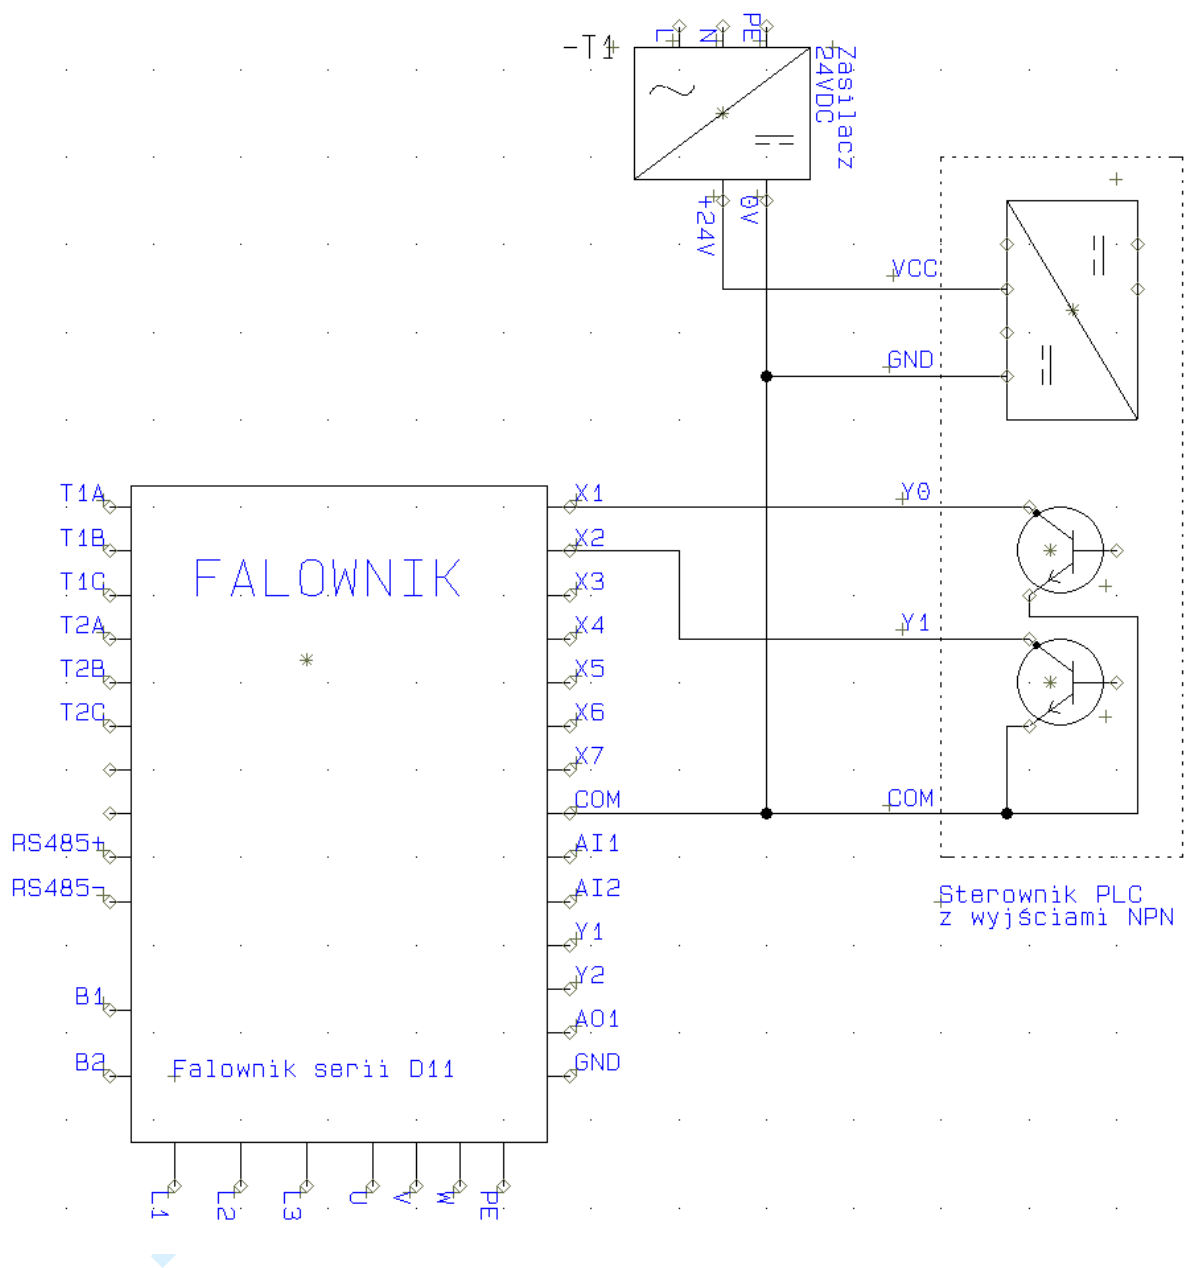 -T1
L
N
PE
Zasilacz
24VDC
+24V
0V
VCC
GND
T1A
X1
Y0
T1B
X2
FALOWNIK
T1C
X3
T2A
X4
Y1
T2B
X5
T2C
X6
X7
COM
COM
RS485+
AI1
RS485-
AI2
Sterownik PLC
z wyjściami NPN
Y1
Y2
B1
AO1
B2
Falownik serii D11
GND
L1
L2
L3
U
V
W
PE